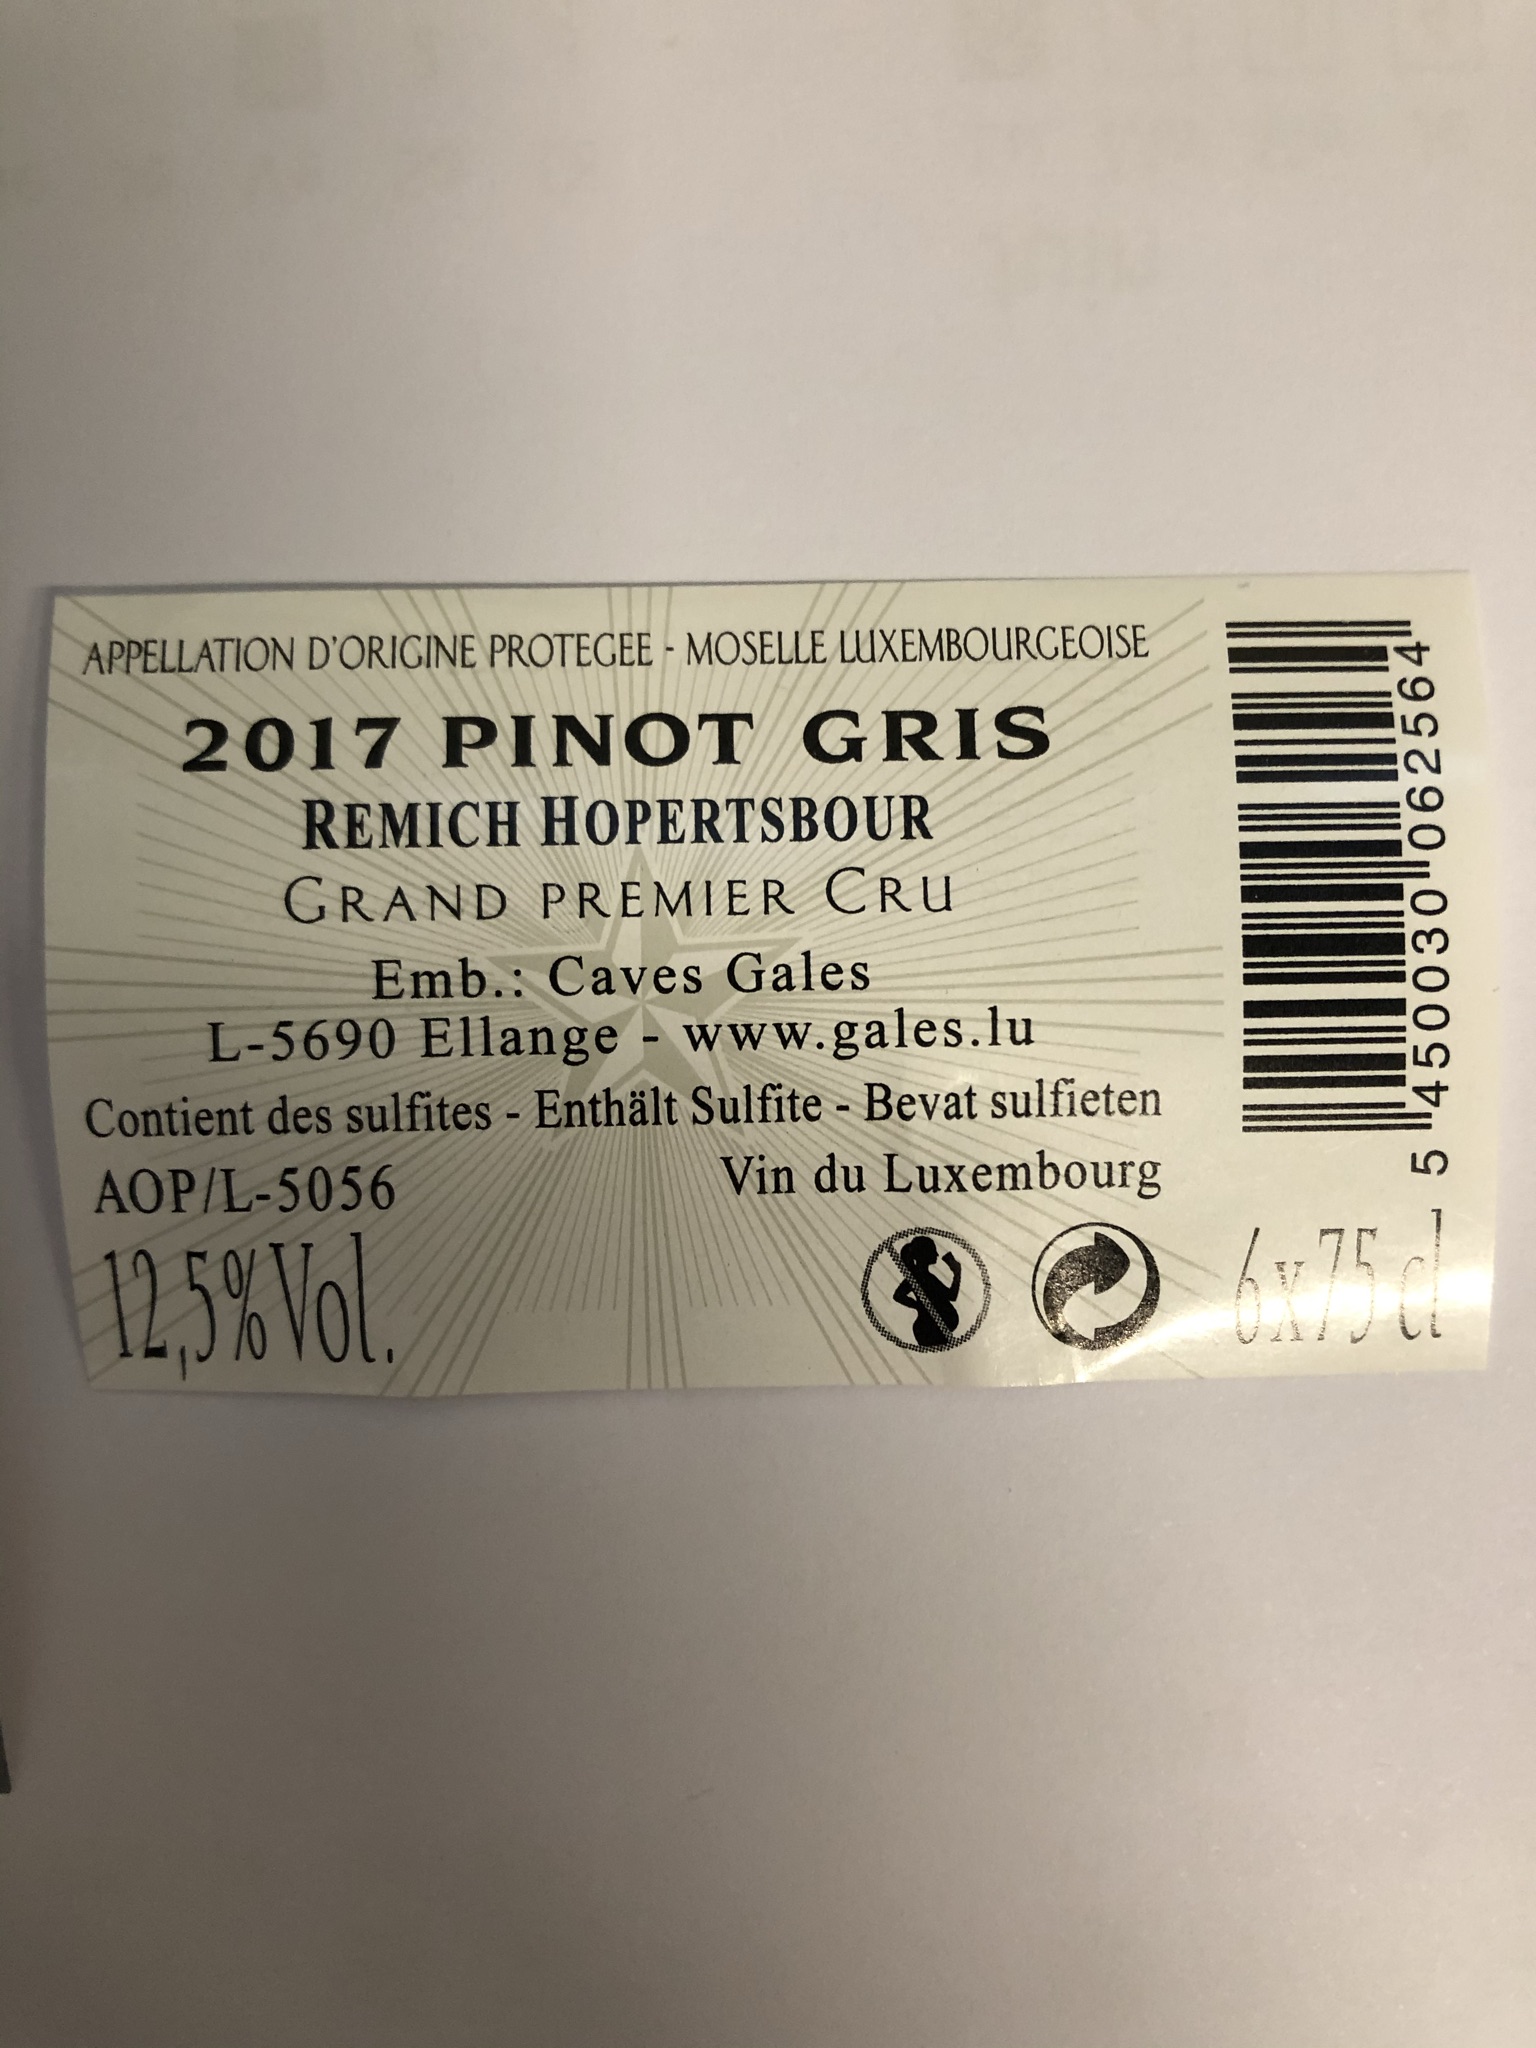 APPELLATION D'ORIGINE PROTEGEE - MOSELLE LUXEMBOURGEOISE
2017 PINOT GRIS
REMICH HOPERTSBOUR
GRAND PREMIER CRU
Emb.: Caves Gales
L-5690 Ellange - www.gales.lu
Contient des sulfites - Enthält Sulfite - Bevat sulfieten
AOP/L-5056
Vin du Luxembourg
12,5% Vol.
6 x 75 cl
5 450030 062564